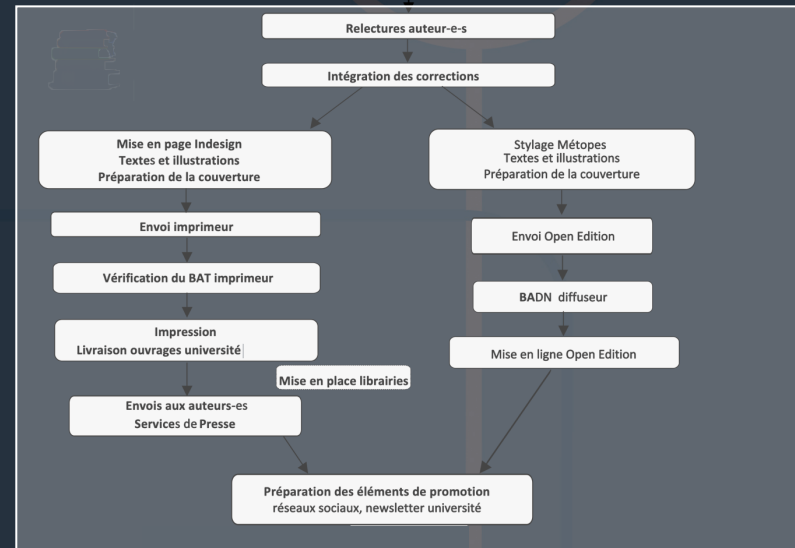 Relectures auteur-e-s
Intégration des corrections
Mise en page Indesign
Textes et illustrations
Préparation de la couverture
Stylage Métopes
Textes et illustrations
Préparation de la couverture
Envoi imprimeur
Envoi Open Edition
Vérification du BAT imprimeur
BADN diffuseur
Impression
Livraison ouvrages université
Mise en ligne Open Edition
Mise en place librairies
Envois aux auteurs-es
Services de Presse
Préparation des éléments de promotion
réseaux sociaux, newsletter université